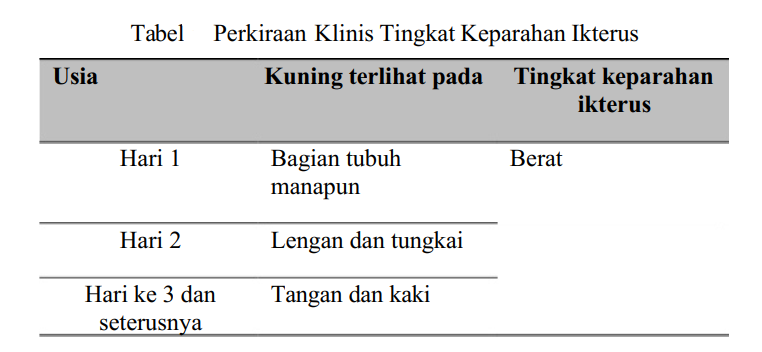 Tabel Perkiraan Klinis Tingkat Keparahan Ikterus
Usia Kuning terlihat pada Tingkat keparahan
ikterus
Hari 1 Bagian tubuh Berat
manapun
Hari 2 Lengan dan tungkai
Hari ke 3 dan Tangan dan kaki
seterusnya